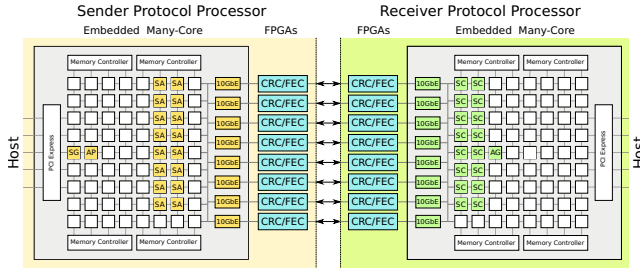 Sender Protocol Processor
Receiver Protocol Processor
Embedded Many-Core
FPGAs
FPGAs
Embedded Many-Core
Memory Controller
Memory Controller
Memory Controller
Memory Controller
SA SA 10GbE CRC/FEC CRC/FEC 10GbE SC SC
SA SA 10GbE CRC/FEC CRC/FEC 10GbE SC SC
SA SA 10GbE CRC/FEC CRC/FEC 10GbE SC SC
SA SA 10GbE CRC/FEC CRC/FEC 10GbE SC SC
SG AP SA SA SC SC AG
SA SA 10GbE CRC/FEC CRC/FEC 10GbE SC SC
SA SA 10GbE CRC/FEC CRC/FEC 10GbE SC SC
SA SA 10GbE CRC/FEC CRC/FEC 10GbE SC SC
10GbE CRC/FEC CRC/FEC 10GbE
Host
PCI Express
PCI Express
Host
Memory Controller
Memory Controller
Memory Controller
Memory Controller